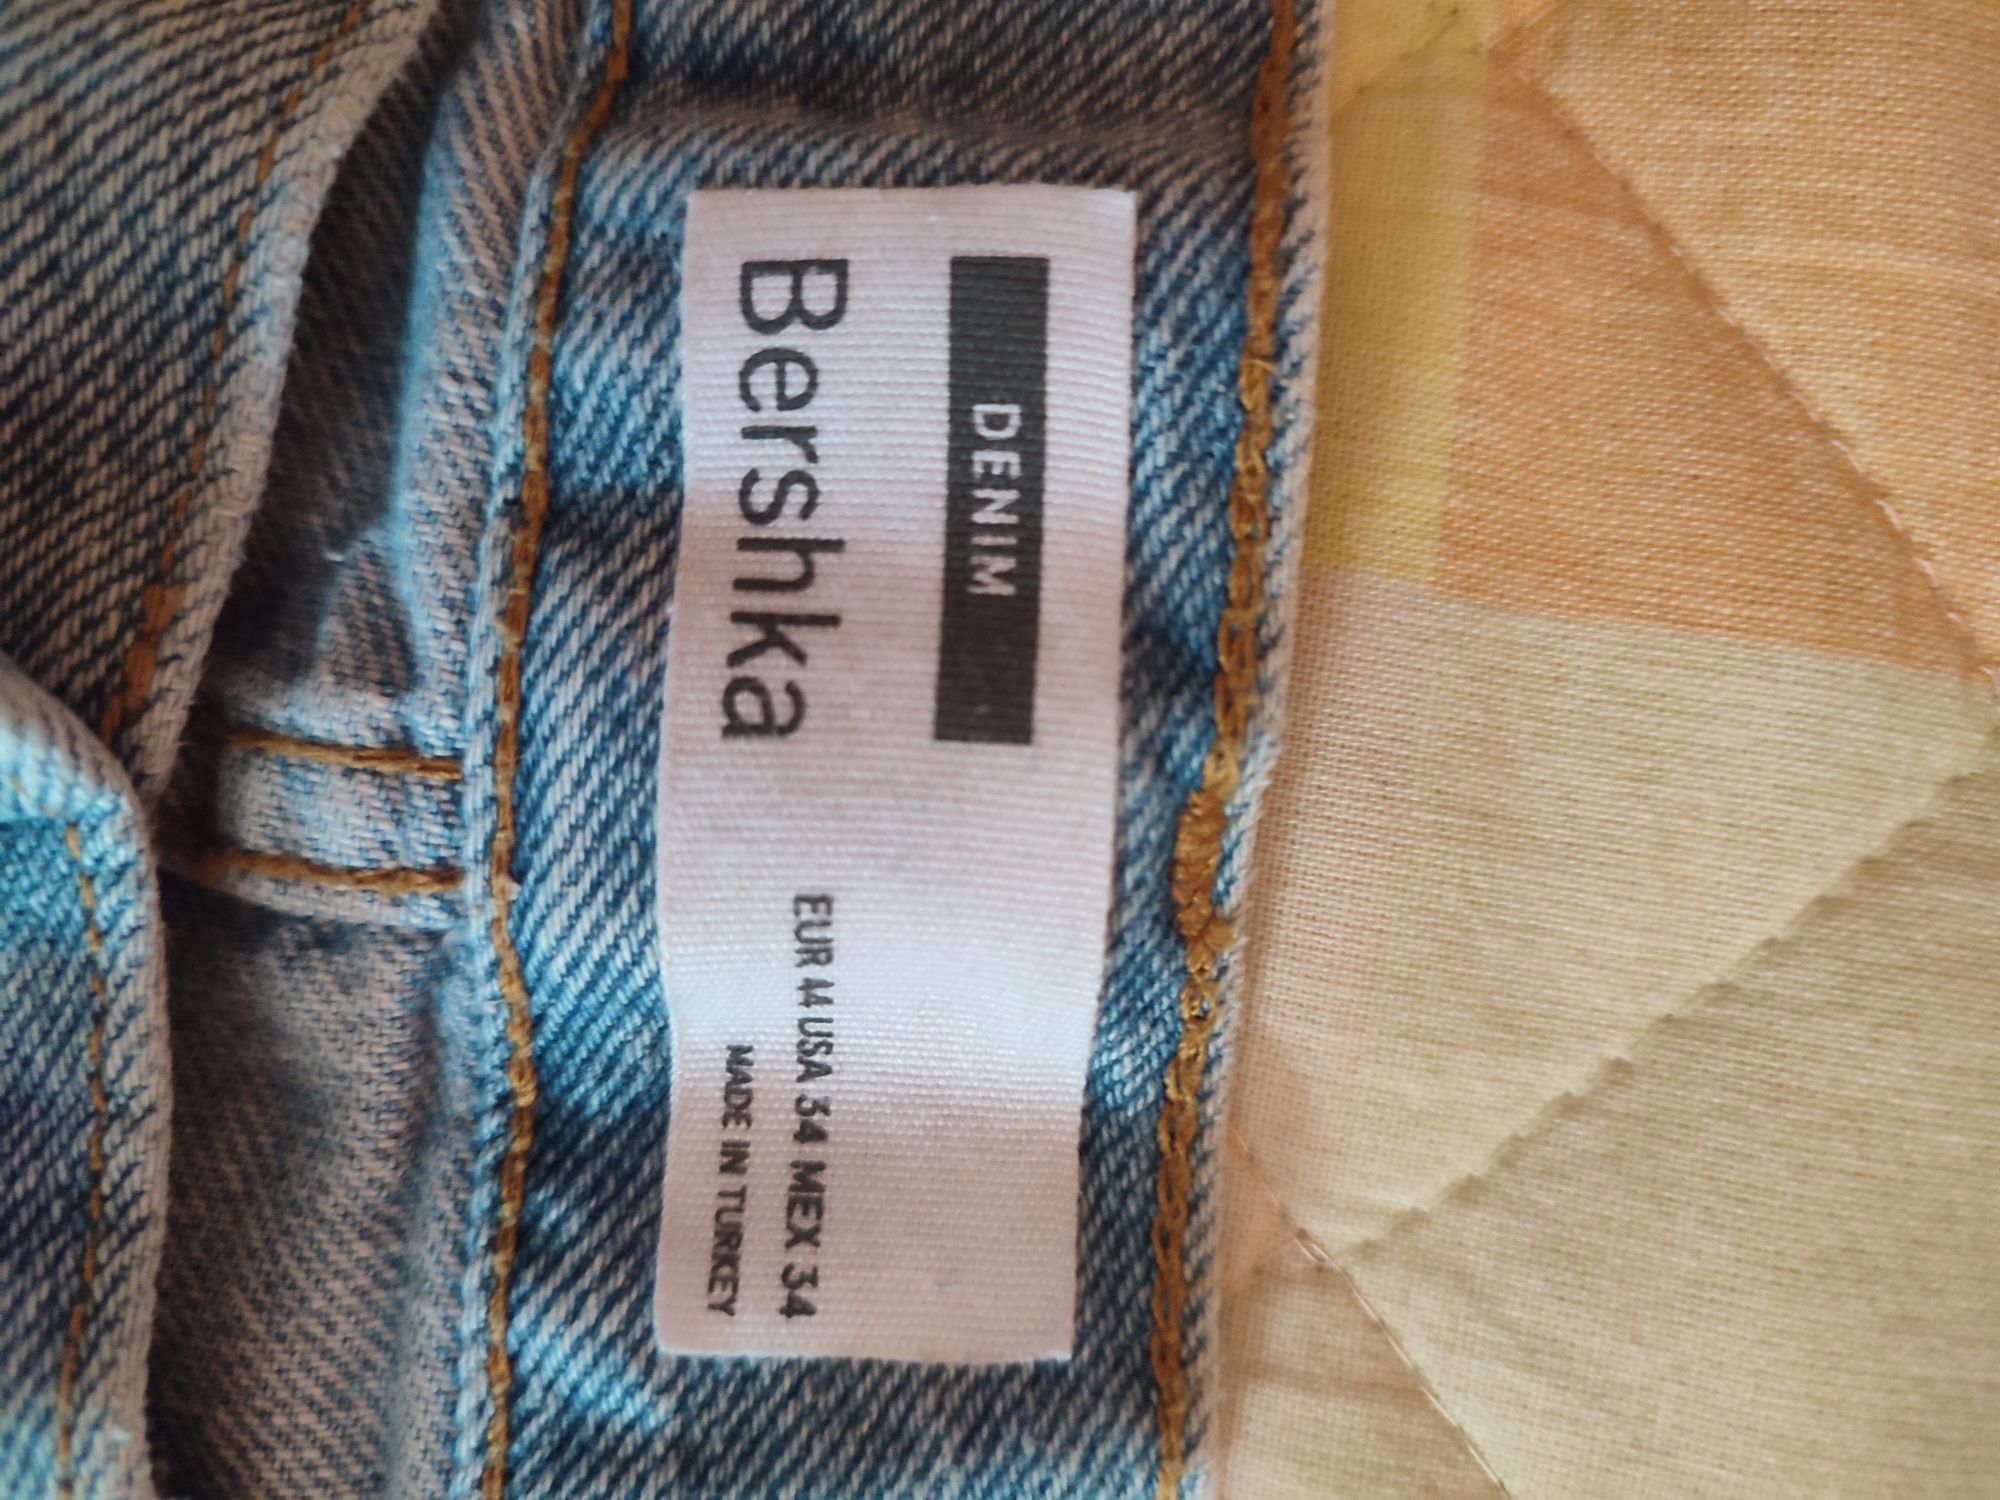 DENIM
Bershka
EUR 44 USA 34 MEX 34
MADE IN TURKEY